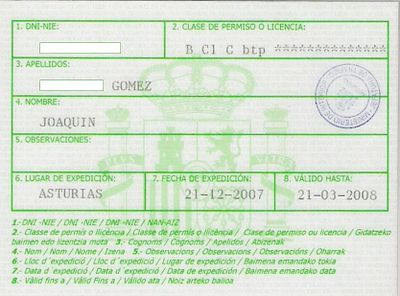 1. DNI-NIE:
2. CLASE DE PERMISO O LICENCIA:
B C1 C btp **************
3. APELLIDOS:
GOMEZ
4. NOMBRE:
JOAQUIN
5. OBSERVACIONES:
PLVS VLTRA
6. LUGAR DE EXPEDICIÓN:
7. FECHA DE EXPEDICIÓN:
8. VÁLIDO HASTA:
ASTURIAS
21-12-2007
21-03-2008
1.- DNI -NIE / DNI -NIE / DNI -NIE / NAN-AIZ
2.- Classe de permís o llicència / Classe de permís o llicència / Clase de permiso ou licencia / Gidatzeko
baimen edo lizentzia mota 3.- Cognoms / Cognoms / Apelidos / Abizenak
4.- Nom / Nom / Nome / Izena 5.- Observacions / Observacions / Observacións / Oharrak
6.- Lloc d´expedició / Lloc d´expedició / Lugar de expedición / Baimena emandako tokia
7.- Data d´expedició / Data d´expedició / Data de expedición / Baimena emandako data
8.- Vàlid fins a / Vàlid fins a / Válido ata / Noiz arteko balioa